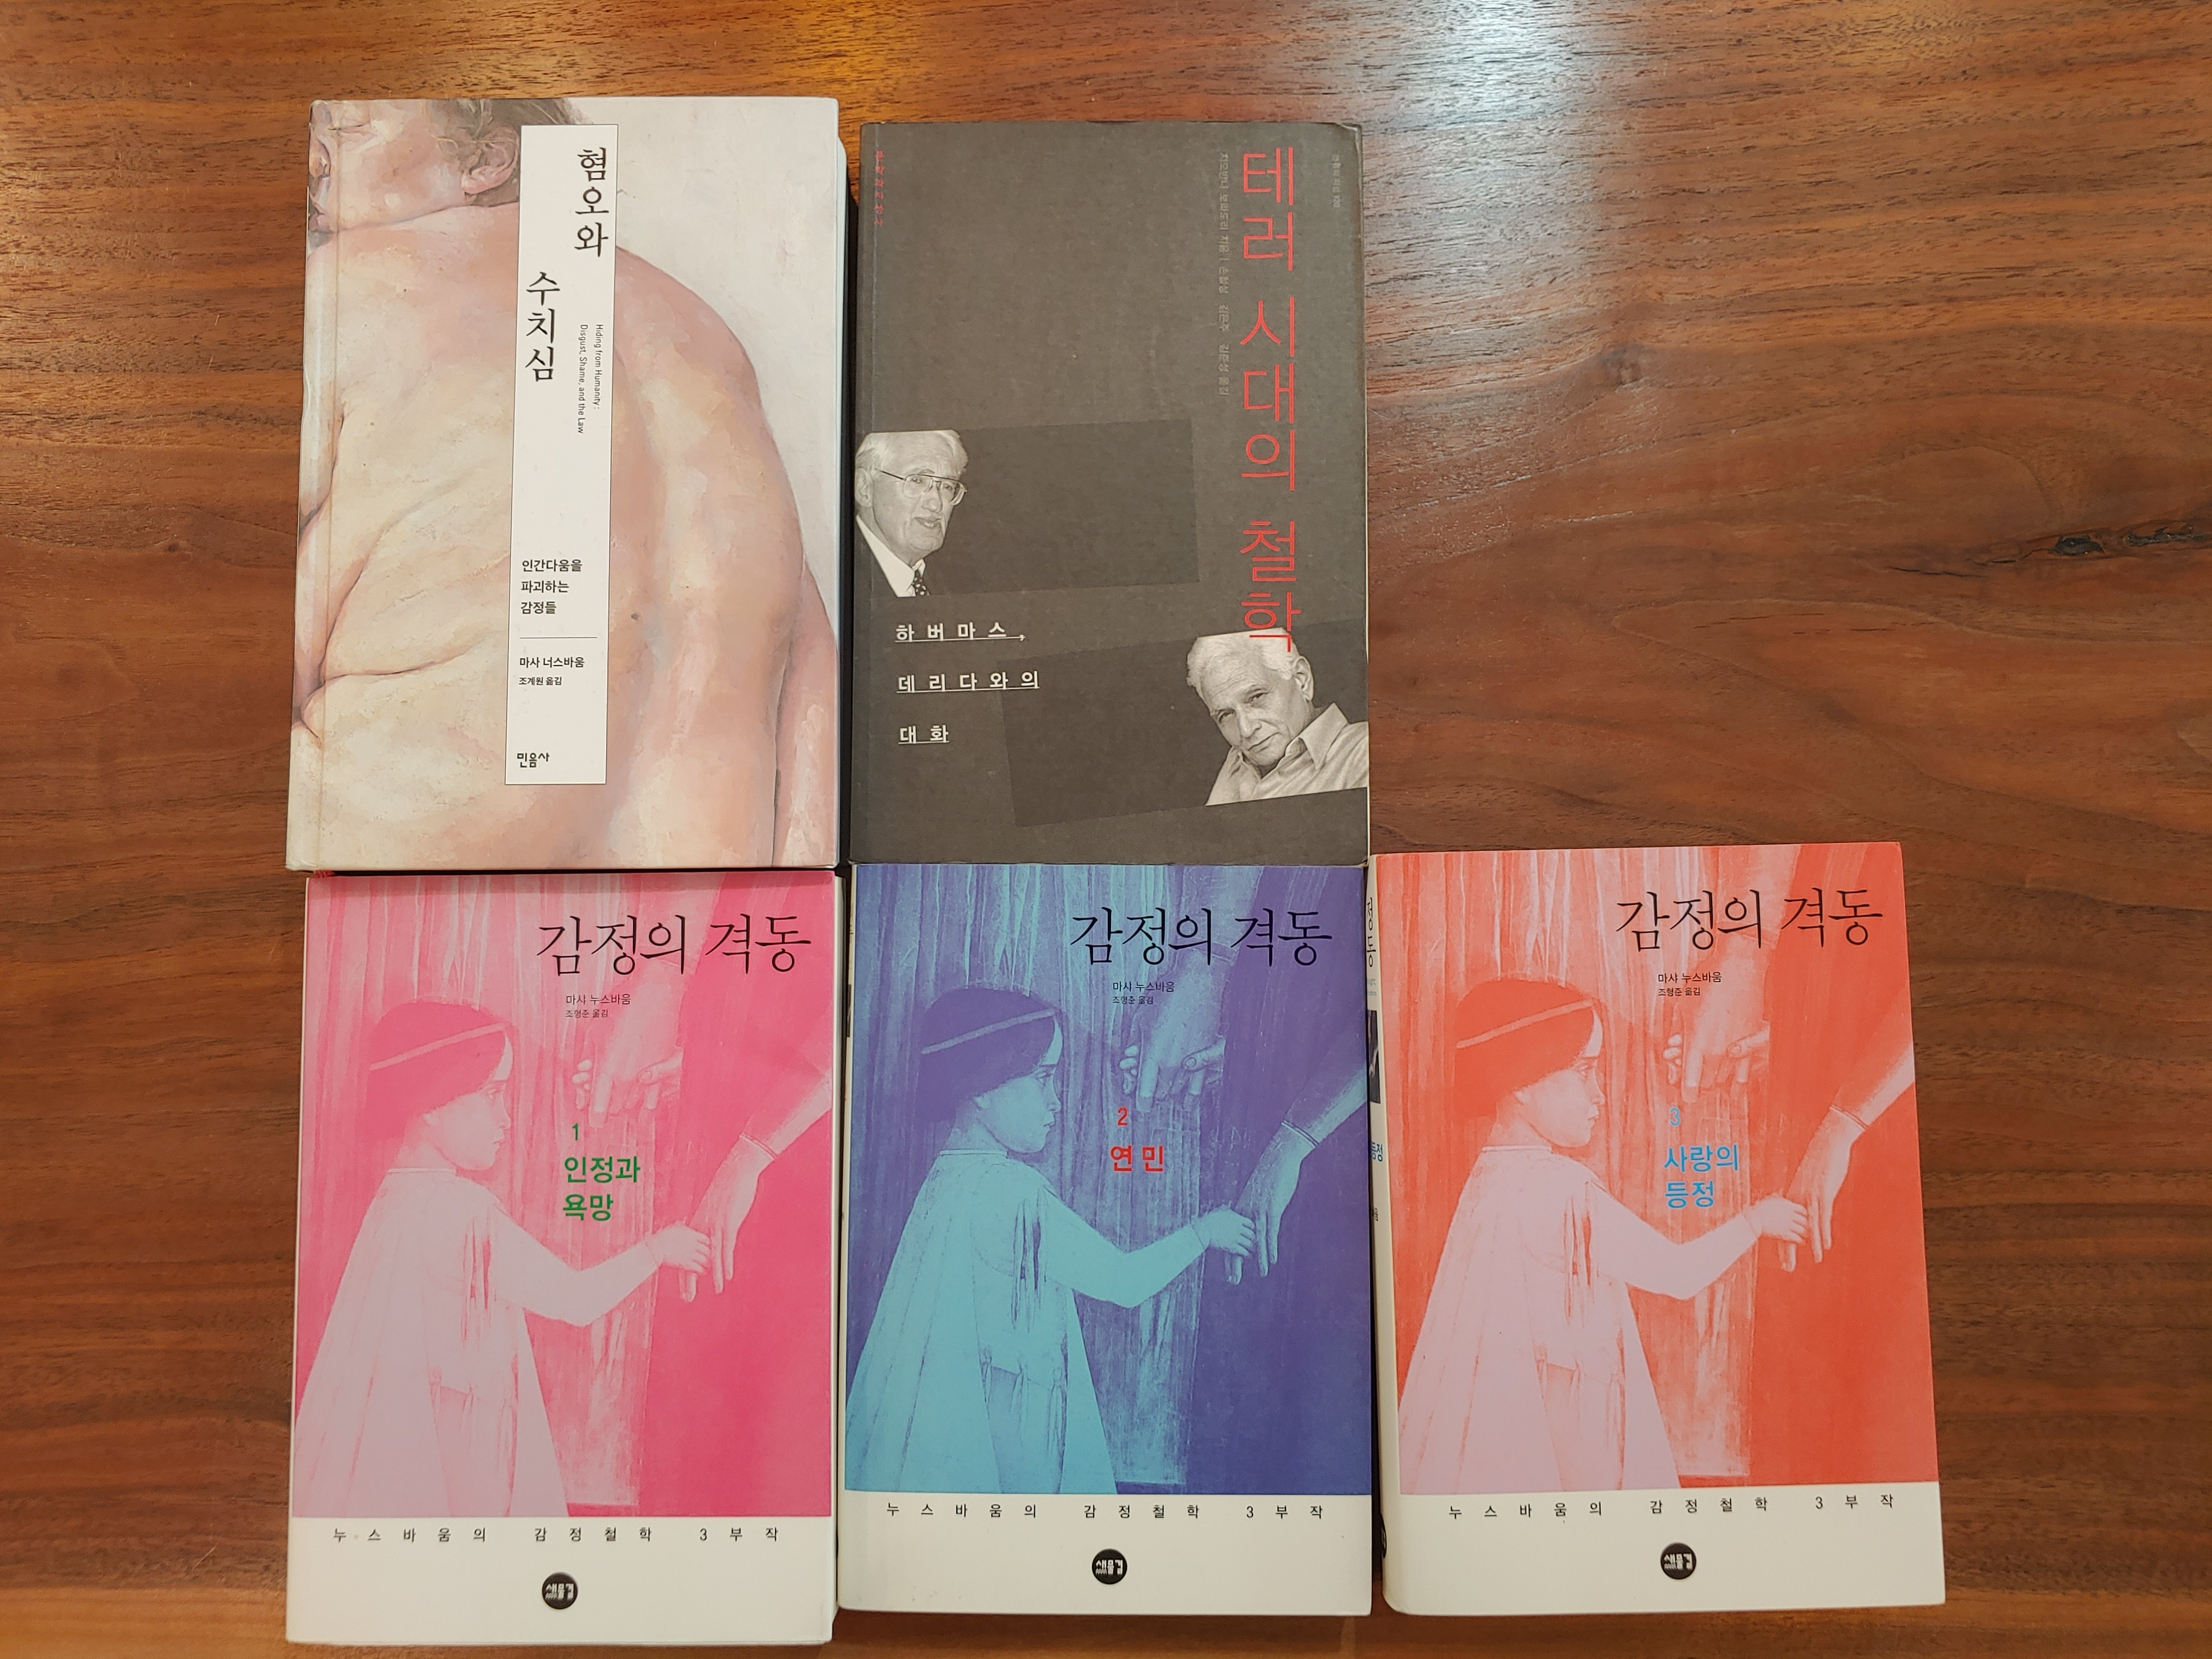 혐오와
수치심
Hiding from Humanity:
Disgust, Shame, and the Law
인간다움을
파괴하는
감정들
마사 너스바움
조계원 옮김
민음사
테러 시대의 철학
하버마스,
데리다와의
대화
감정의 격동
마샤 누스바움
조형준 옮김
1
인정과
욕망
누스바움의 감정철학 3부작
새물결
감정의 격동
마샤 누스바움
조형준 옮김
2
연민
누스바움의 감정철학 3부작
새물결
감정의 격동
마샤 누스바움
조형준 옮김
3
사랑의
등정
누스바움의 감정철학 3부작
새물결